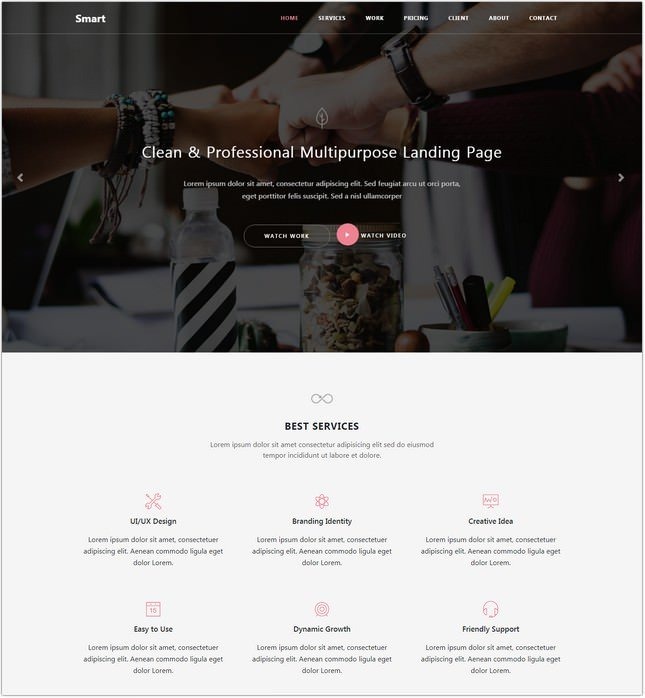 Smart
HOME SERVICES WORK PRICING CLIENT ABOUT CONTACT
Clean & Professional Multipurpose Landing Page
Lorem ipsum dolor sit amet, consectetur adipiscing elit. Sed feugiat arcu ut orci porta,
eget porttitor felis suscipit. Sed a nisl ullamcorper
WATCH WORK WATCH VIDEO
BEST SERVICES
Lorem ipsum dolor sit amet consectetur adipisicing elit sed do eiusmod
tempor incididunt ut labore et dolore.
UI/UX Design
Lorem ipsum dolor sit amet, consectetuer
adipiscing elit. Aenean commodo ligula eget
dolor Lorem.
Branding Identity
Lorem ipsum dolor sit amet, consectetuer
adipiscing elit. Aenean commodo ligula eget
dolor Lorem.
Creative Idea
Lorem ipsum dolor sit amet, consectetuer
adipiscing elit. Aenean commodo ligula eget
dolor Lorem.
15
Easy to Use
Lorem ipsum dolor sit amet, consectetuer
adipiscing elit. Aenean commodo ligula eget
dolor Lorem.
Dynamic Growth
Lorem ipsum dolor sit amet, consectetuer
adipiscing elit. Aenean commodo ligula eget
dolor Lorem.
Friendly Support
Lorem ipsum dolor sit amet, consectetuer
adipiscing elit. Aenean commodo ligula eget
dolor Lorem.